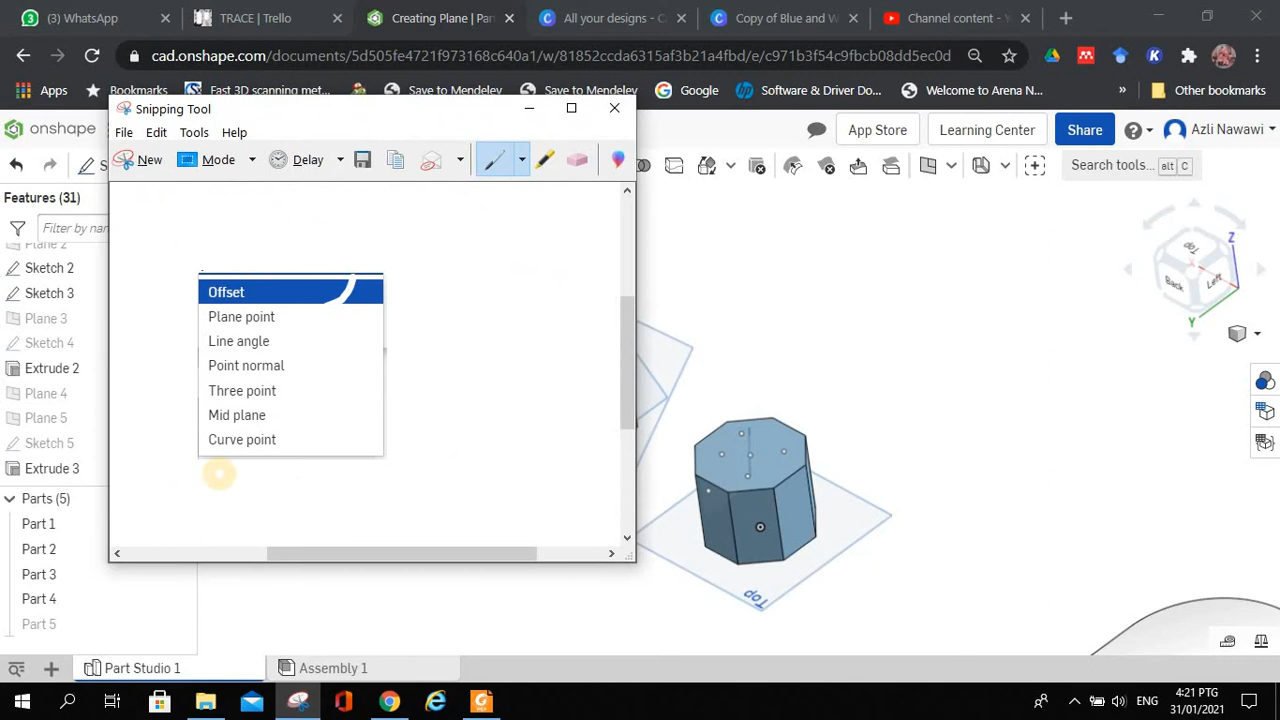 (3) WhatsApp
TRACE | Trello
Creating Plane | Part
All your designs - C
Copy of Blue and W
Channel content - Y
cad.onshape.com/documents/5d505fe4721f973168c640a1/w/81852ccda6315af3b21a4fbd/e/c971b3f54c9fbcb08dd5ec0d
Apps
Fast 3D scanning met...
Save to Mendeley
Save to Mendeley
Google
Software & Driver Do...
Welcome to Arena N...
»
Other bookmarks
Snipping Tool
File Edit Tools Help
New Mode Delay
onshape
App Store
Learning Center
Share
Azli Nawawi
Search tools... alt C
Features (31)
Filter by nam
Plane 2
Sketch 2
Sketch 3
Plane 3
Sketch 4
Extrude 2
Plane 4
Plane 5
Sketch 5
Extrude 3
Parts (5)
Part 1
Part 2
Part 3
Part 4
Part 5
Offset
Plane point
Line angle
Point normal
Three point
Mid plane
Curve point
Top
Back
Left
Z
X
Y
Top
Part Studio 1
Assembly 1
ENG
4:21 PTG
31/01/2021